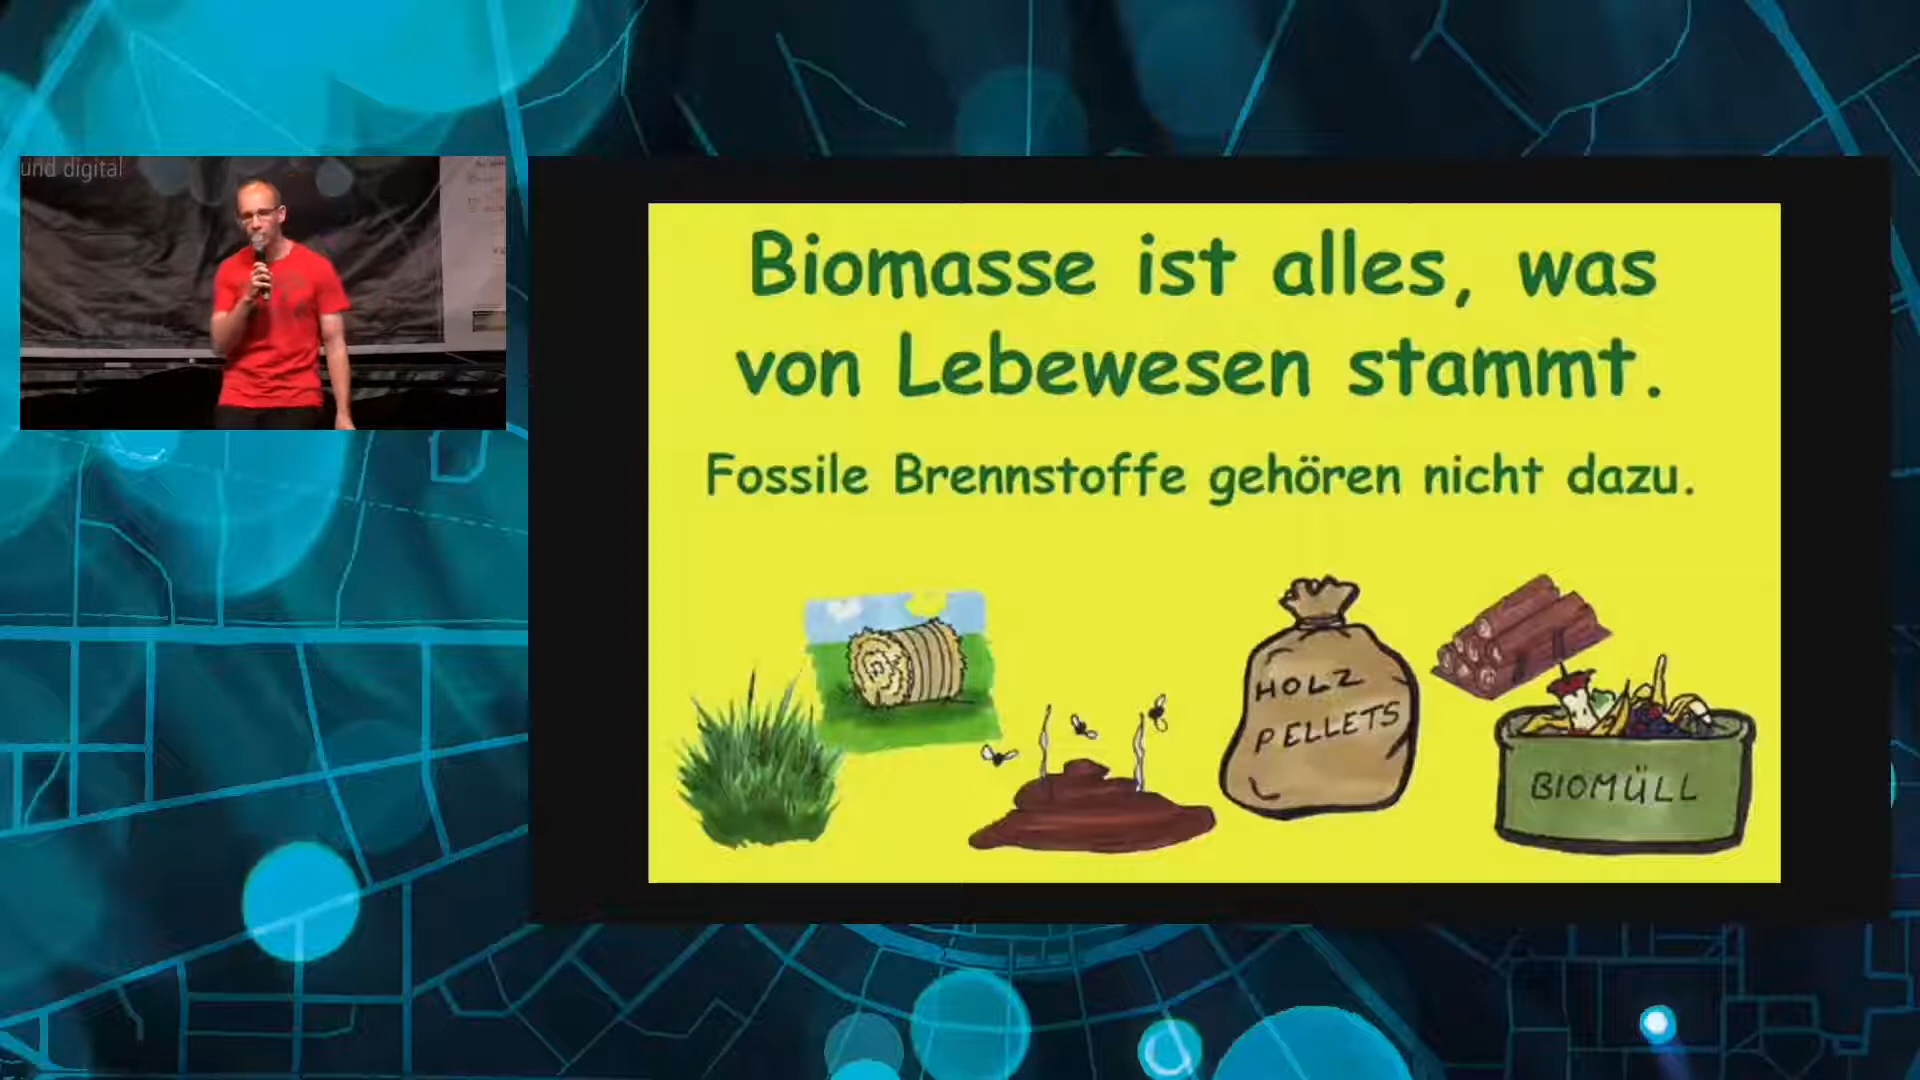 und digital
Biomasse ist alles, was
von Lebewesen stammt.
Fossile Brennstoffe gehören nicht dazu.
HOLZ
PELLETS
BIOMÜLL